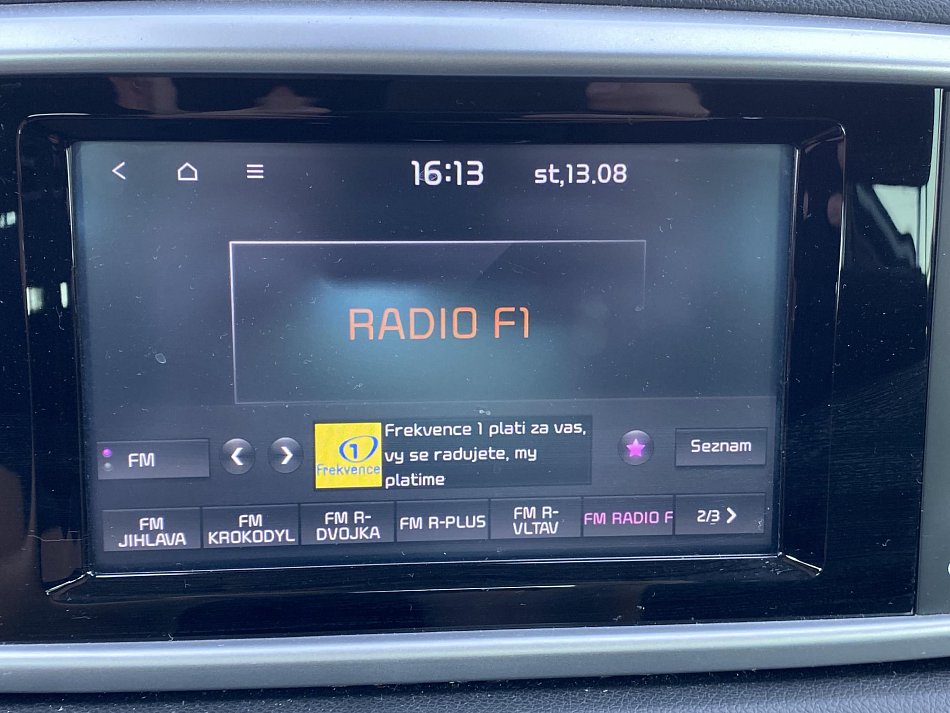 16:13 st,13.08
RADIO F1
FM
1
Frekvence
Frekvence 1 plati za vas,
vy se radujete, my
platime
Seznam
FM
JIHLAVA
FM
KROKODYL
FM R-
DVOJKA
FM R-PLUS
FM R-
VLTAV
FM RADIO F
2/3